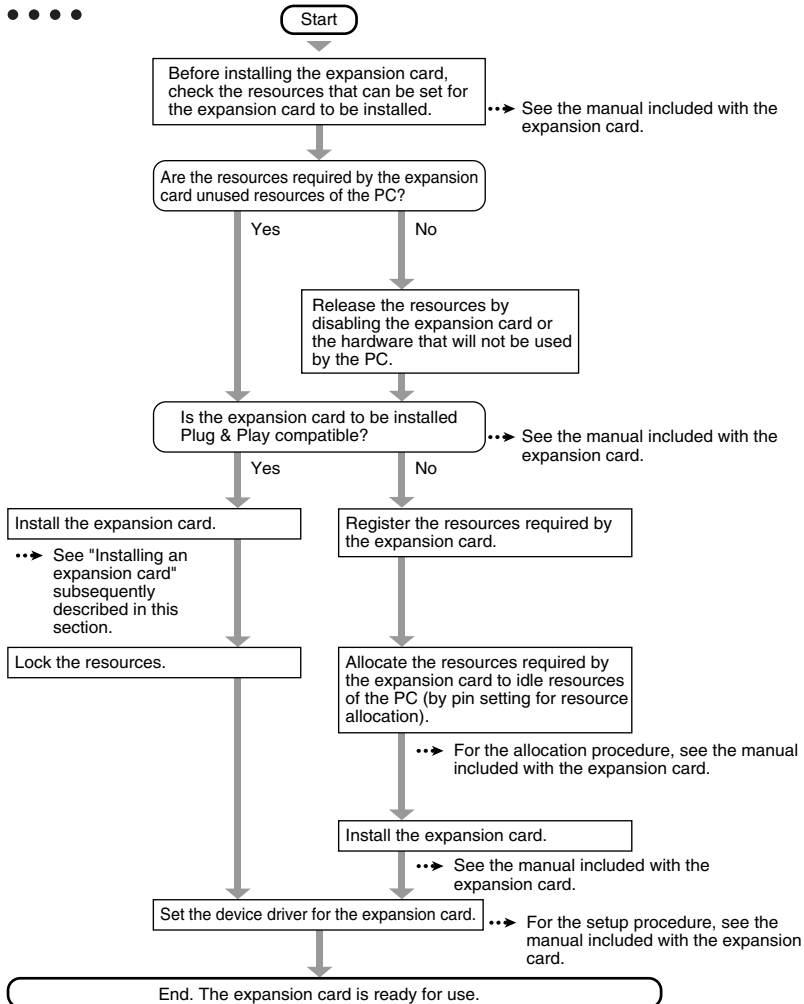 Start
Before installing the expansion card,
check the resources that can be set for
the expansion card to be installed.
See the manual included with the
expansion card.
Are the resources required by the expansion
card unused resources of the PC?
Yes
No
Release the resources by
disabling the expansion card or
the hardware that will not be used
by the PC.
Is the expansion card to be installed
Plug & Play compatible?
See the manual included with the
expansion card.
Yes
No
Install the expansion card.
See "Installing an
expansion card"
subsequently
described in this
section.
Lock the resources.
Register the resources required by
the expansion card.
Allocate the resources required by
the expansion card to idle resources
of the PC (by pin setting for resource
allocation).
For the allocation procedure, see the manual
included with the expansion card.
Install the expansion card.
See the manual included with the
expansion card.
Set the device driver for the expansion card.
For the setup procedure, see the
manual included with the expansion
card.
End. The expansion card is ready for use.